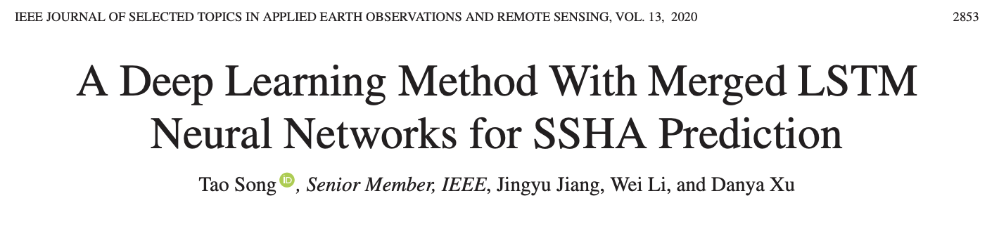 IEEE JOURNAL OF SELECTED TOPICS IN APPLIED EARTH OBSERVATIONS AND REMOTE SENSING, VOL. 13, 2020 2853
A Deep Learning Method With Merged LSTM
Neural Networks for SSHA Prediction
Tao Song iD, Senior Member, IEEE, Jingyu Jiang, Wei Li, and Danya Xu